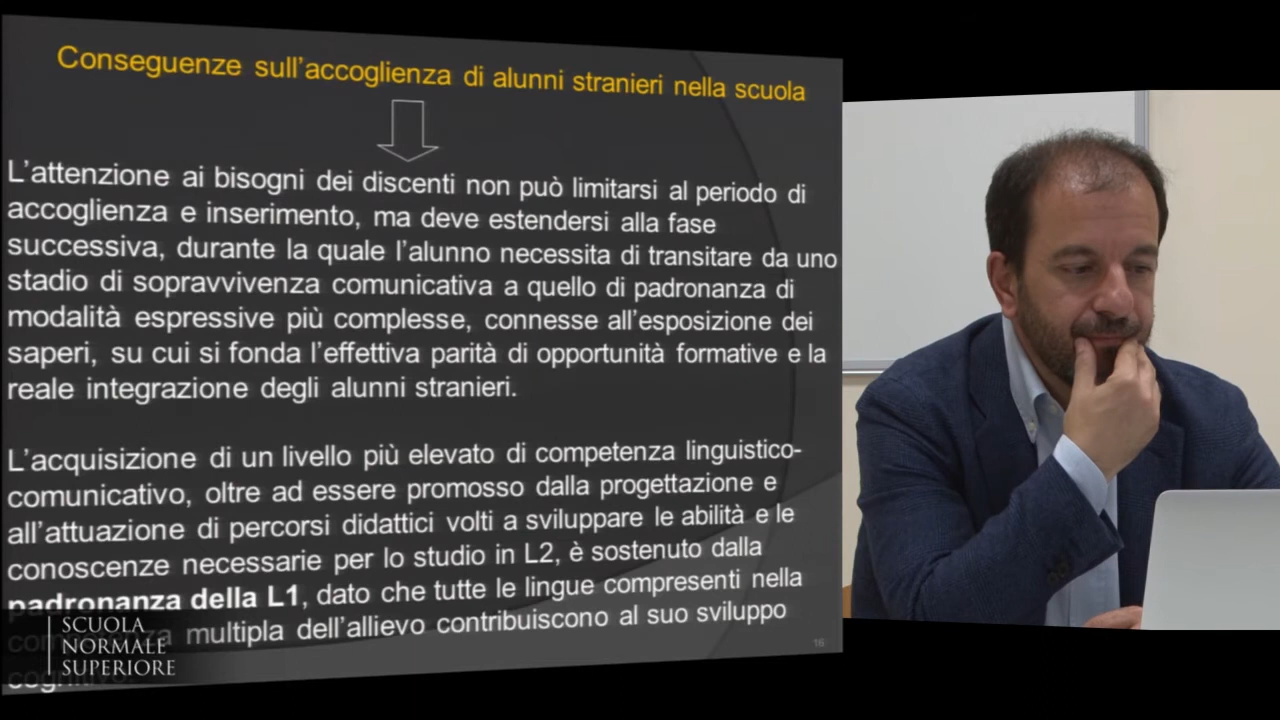 Conseguenze sull'accoglienza di alunni stranieri nella scuola
L'attenzione ai bisogni dei discenti non può limitarsi al periodo di
accoglienza e inserimento, ma deve estendersi alla fase
successiva, durante la quale l'alunno necessita di transitare da uno
stadio di sopravvivenza comunicativa a quello di padronanza di
modalità espressive più complesse, connesse all'esposizione dei
saperi, su cui si fonda l'effettiva parità di opportunità formative e la
reale integrazione degli alunni stranieri.
L'acquisizione di un livello più elevato di competenza linguistico-
comunicativo, oltre ad essere promosso dalla progettazione e
all'attuazione di percorsi didattici volti a sviluppare le abilità e le
conoscenze necessarie per lo studio in L2, è sostenuto dalla
padronanza della L1, dato che tutte le lingue compresenti nella
multipla dell'allievo contribuiscono al suo sviluppo
16
SCUOLA
NORMALE
SUPERIORE